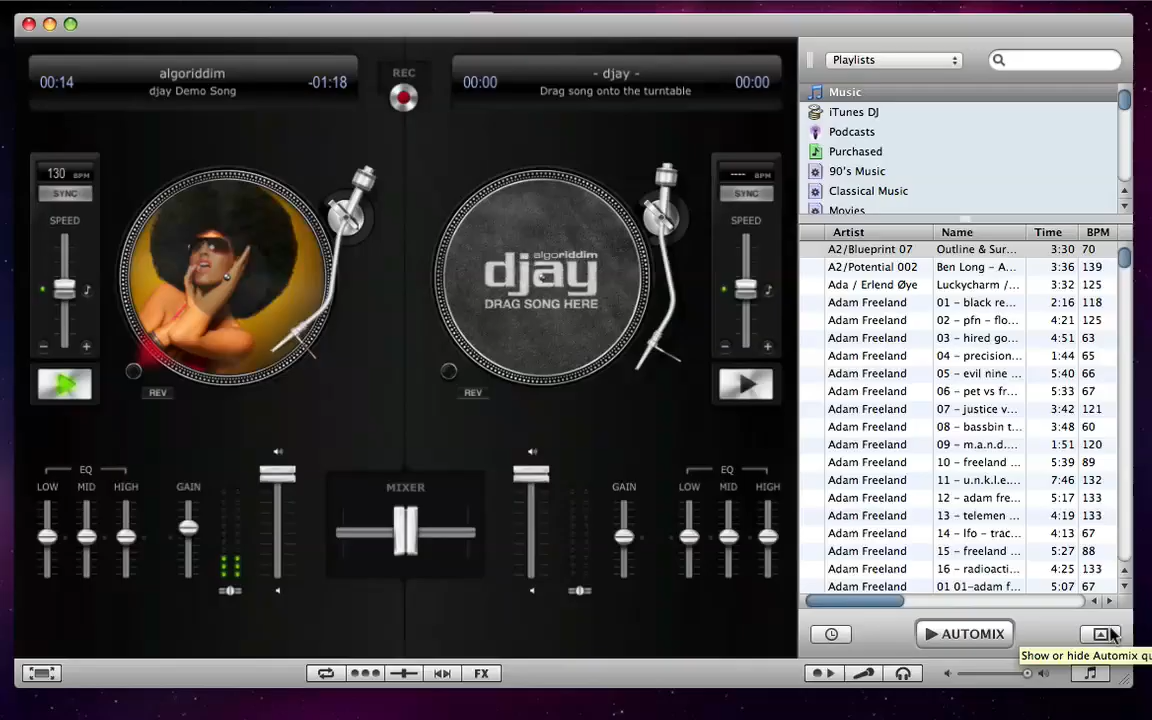 00:14
algoriddim
djay Demo Song
-01:18
REC
00:00
- djay -
Drag song onto the turntable
00:00
130 BPM
SYNC
SPEED
REV
algoriddim
djay
DRAG SONG HERE
REV
---- BPM
SYNC
SPEED
EQ
LOW MID HIGH
GAIN
MIXER
GAIN
EQ
LOW MID HIGH
FX
Playlists
Music
iTunes DJ
Podcasts
Purchased
90's Music
Classical Music
Movies
Artist Name Time BPM
A2/Blueprint 07 Outline & Sur... 3:30 70
A2/Potential 002 Ben Long - A... 3:36 139
Ada / Erlend Øye Luckycharm /... 3:32 125
Adam Freeland 01 - black re... 2:16 118
Adam Freeland 02 - pfn - flo... 4:21 125
Adam Freeland 03 - hired go... 4:51 63
Adam Freeland 04 - precision... 1:44 65
Adam Freeland 05 - evil nine ... 5:40 66
Adam Freeland 06 - pet vs fr... 5:33 67
Adam Freeland 07 - justice v... 3:42 121
Adam Freeland 08 - bassbin t... 3:48 60
Adam Freeland 09 - m.a.n.d.... 1:51 120
Adam Freeland 10 - freeland ... 5:39 89
Adam Freeland 11 - u.n.k.l.e.... 7:46 132
Adam Freeland 12 - adam fre... 5:17 133
Adam Freeland 13 - telemen ... 4:19 133
Adam Freeland 14 - lfo - trac... 4:13 67
Adam Freeland 15 - freeland ... 5:27 88
Adam Freeland 16 - radioacti... 4:25 133
Adam Freeland 01 01-adam f... 5:07 67
AUTOMIX
Show or hide Automix qu